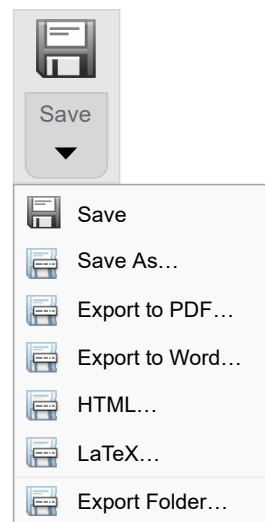 Save
Save
Save As…
Export to PDF…
Export to Word…
HTML…
LaTeX…
Export Folder…